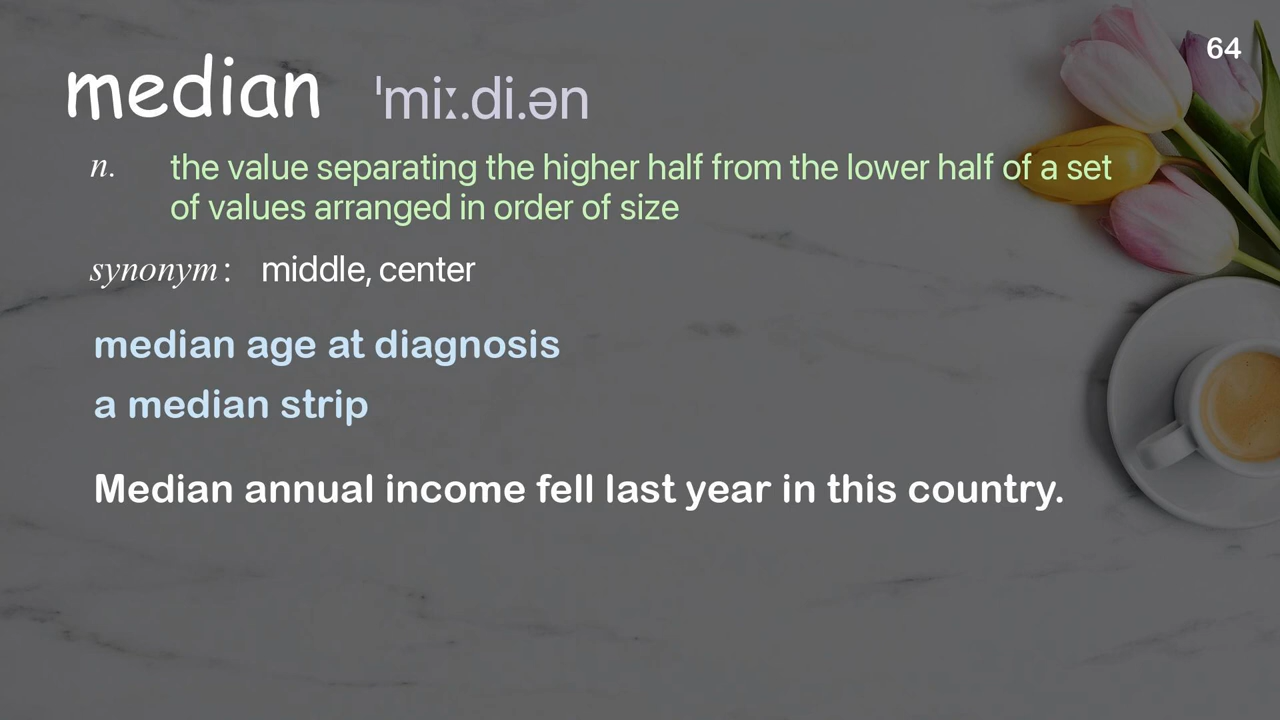 64
median ˈmiː.di.ən
n. the value separating the higher half from the lower half of a set
of values arranged in order of size
synonym: middle, center
median age at diagnosis
a median strip
Median annual income fell last year in this country.